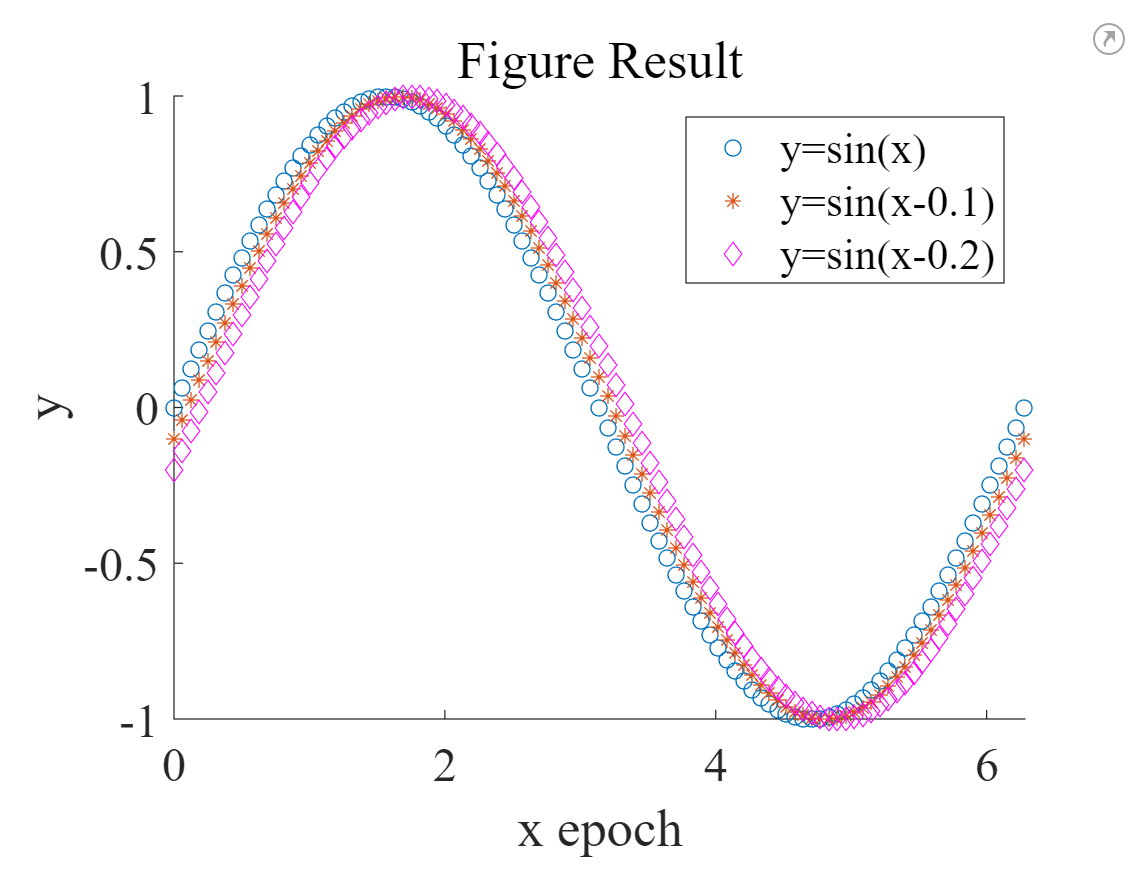 Figure Result
1
0.5
0
-0.5
-1
y
y=sin(x)
y=sin(x-0.1)
y=sin(x-0.2)
0 2 4 6
x epoch